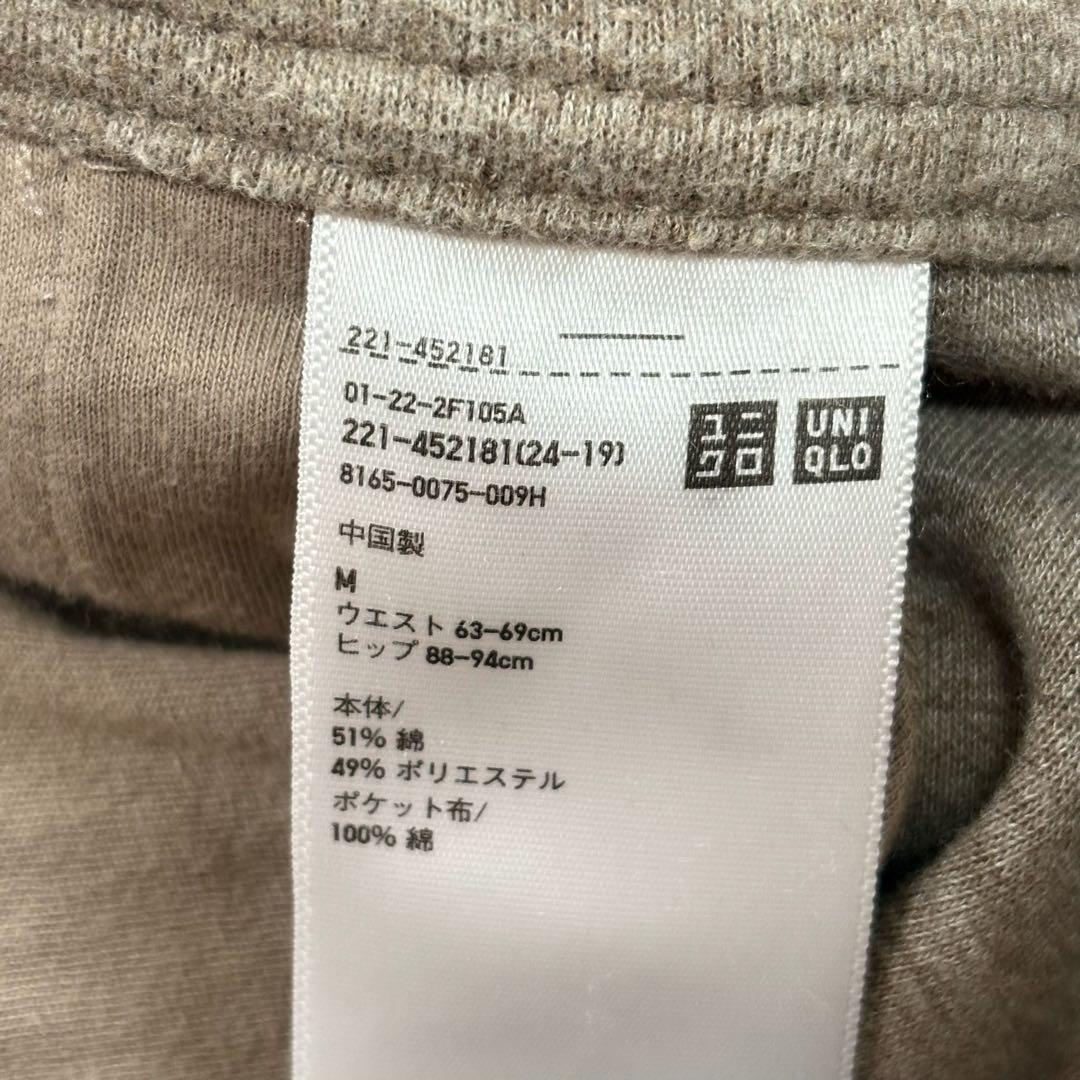 221-452181
01-22-2F105A
221-452181(24-19)
8165-0075-009H
ユニ
クロ
UNI
QLO
中国製
M
ウエスト 63-69cm
ヒップ 88-94cm
本体/
51% 綿
49% ポリエステル
ポケット布/
100% 綿